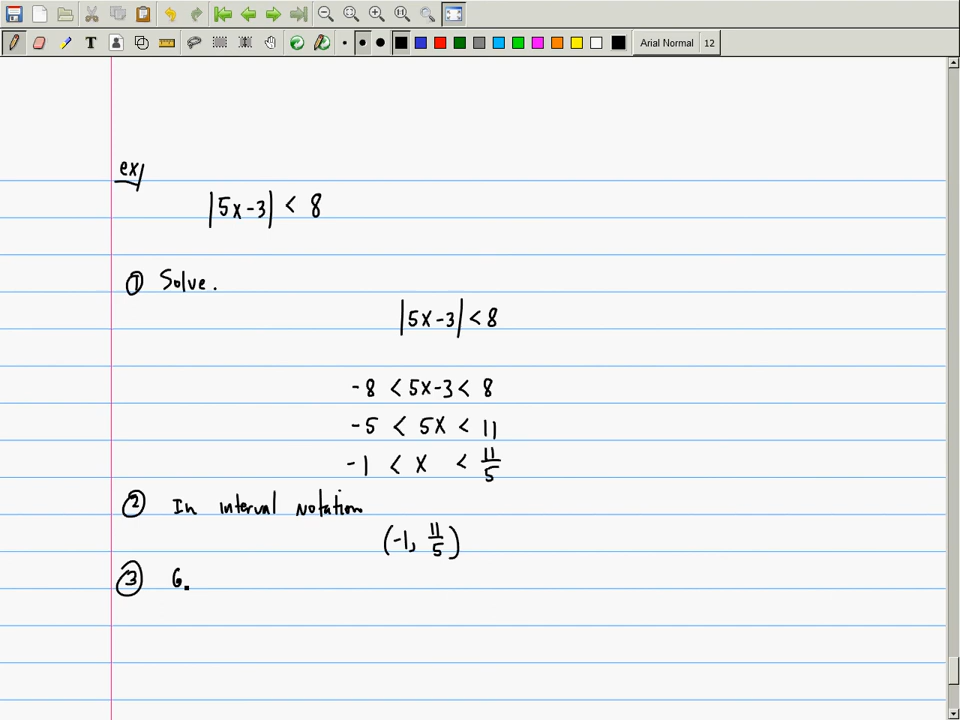 Arial Normal 12
ex/
|5x-3| < 8
① Solve.
|5x-3| < 8
-8 < 5x-3 < 8
-5 < 5x < 11
-1 < x < 11/5
② In interval notation
(-1, 11/5)
③ G